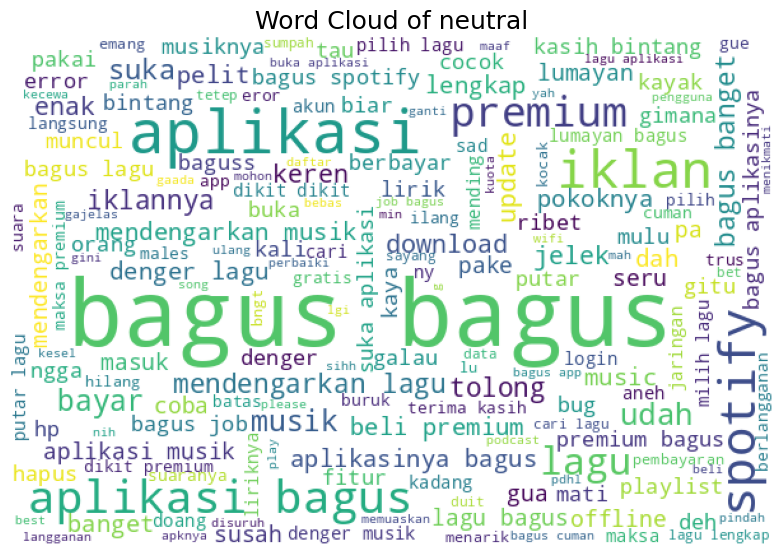 Word Cloud of neutral
emang musiknya sumpah tau pilih lagu maaf kasih bintang gue
pakai suka pelit buka aplikasi bagus spotify cocok lagu aplikasi
kecewa parah tetep eror akun biar lengkap yah lumayan kayak pengguna
error enak bintang ganti premium gimana
langsung aplikasi lumayan bagus
muncul baguss daftar berbayar sad iklan
bagus lagu gaada app mohon keren kuota kocak menikmati
iklannya dikit dikit lirik mending update pokoknya pilih
suara gajelas bebas job bagus min ilang ribet cuman pa bagus banget
mendengarkan mendengarkan musik buka kali cari download wifi mulu dah trus bagus aplikasinya
orang males ulang sayang jelek mah bet
gini denger lagu perbaiki gratis kaya ny pake putar seru gitu
maksa premium song suka aplikasi
bagus bagus
bngt lgi gg
putar lagu kesel masuk denger galau data login jaringan milih lagu spotify
ngga hilang sihh lu bagus app aneh berlangganan
mendengarkan lagu tolong music
bayar coba batas please buruk terima kasih bug udah
hp nih bagus job musik beli premium cari lagu premium bagus
aplikasi musik play podcast
hapus dikit premium suaranya liriknya aplikasinya bagus lagu pembayaran beli
fitur kadang pdhl gua mati playlist
aplikasi bagus duit
best banget doang disuruh memuaskan lagu bagus offline deh pindah
langganan apknya susah denger musik menarik bagus cuman maksa lagu lengkap